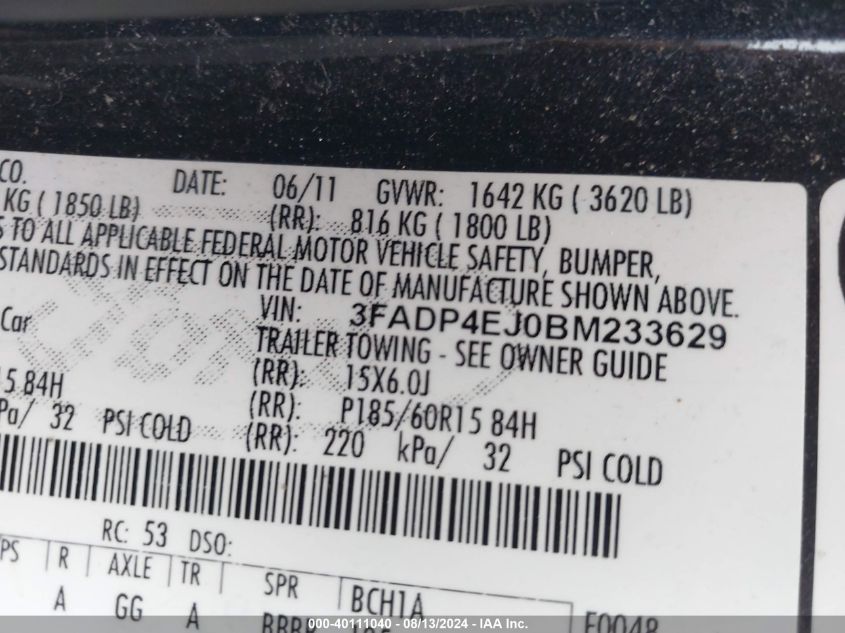 CO. DATE: 06/11 GVWR: 1642 KG ( 3620 LB)
KG ( 1850 LB) (RR): 816 KG ( 1800 LB)
S TO ALL APPLICABLE FEDERAL MOTOR VEHICLE SAFETY, BUMPER,
STANDARDS IN EFFECT ON THE DATE OF MANUFACTURE SHOWN ABOVE.
VIN: 3FADP4EJ0BM233629
Car TRAILER TOWING - SEE OWNER GUIDE
(RR): 15X6.0J
15 84H (RR): P185/60R15 84H
Pa/ 32 PSI COLD (RR): 220 kPa/ 32 PSI COLD
RC: 53 DSO:
PS R AXLE TR SPR BCH1A
A GG A E0048
000-40111040 - 08/13/2024 - IAAI.com